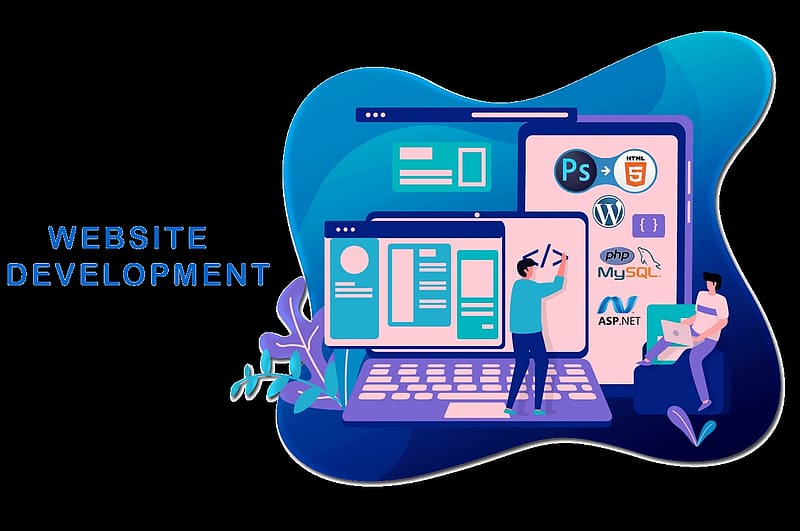 WEBSITE
DEVELOPMENT
Ps
HTML
5
W
{ }
</>
php
MySQL
ASP.NET